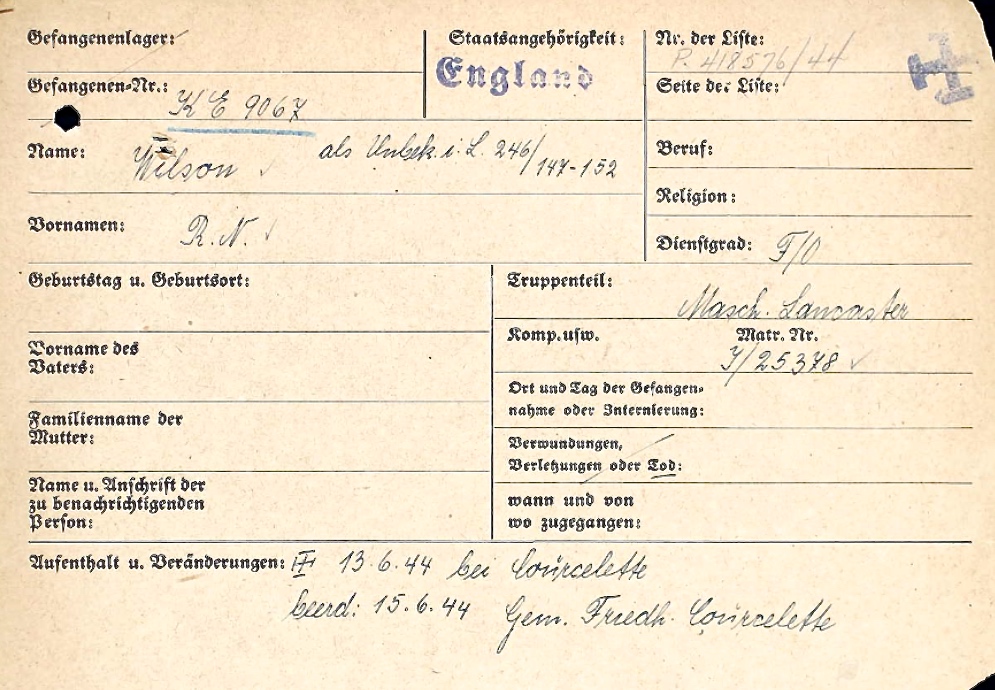 Gefangenenlager:
Staatsangehörigkeit:
England
Nr. der Liste:
P. 418576/44
Gefangenen-Nr.:
KE 9067
Seite der Liste:
Name: Wilson als Unbek. i. L. 246/147-152
Beruf:
Religion:
Vornamen: R. N.
Dienstgrad: F/O
Geburtstag u. Geburtsort:
Truppenteil:
Masch. Lancaster
Vorname des
Vaters:
Komp. usw. Matr. Nr.
J/25378
Ort und Tag der Gefangen-
nahme oder Internierung:
Familienname der
Mutter:
Verwundungen,
Verletzungen oder Tod:
Name u. Anschrift der
zu benachrichtigenden
Person:
wann und von
wo zugegangen:
Aufenthalt u. Veränderungen: 13.6.44 bei Courcelette
beerd: 15.6.44 Gem. Friedh. Courcelette